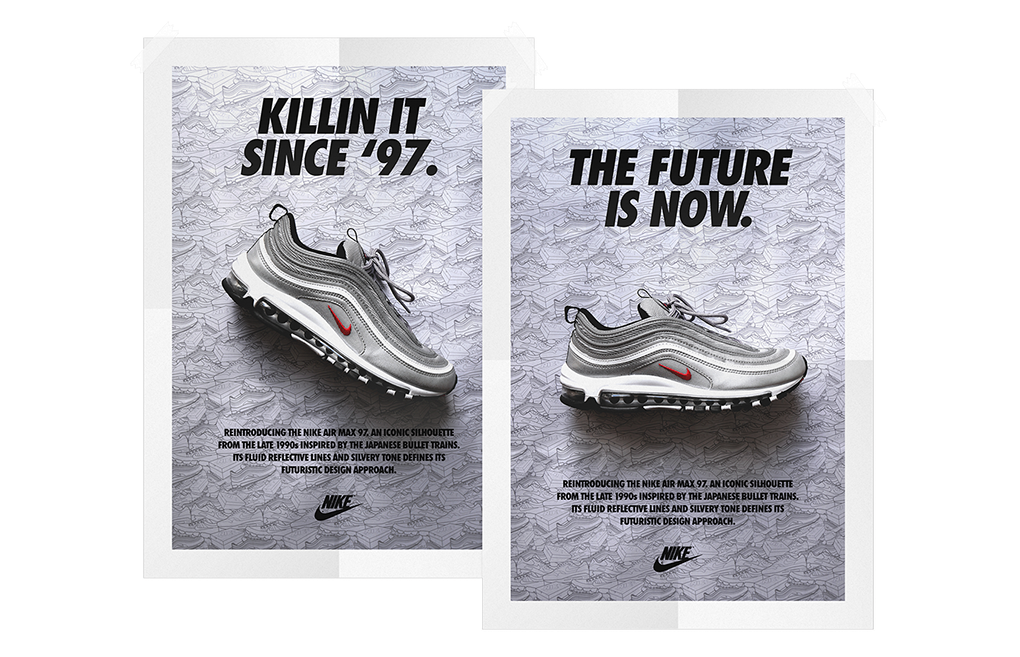 KILLIN IT
SINCE ‘97.
REINTRODUCING THE NIKE AIR MAX 97, AN ICONIC SILHOUETTE
FROM THE LATE 1990s INSPIRED BY THE JAPANESE BULLET TRAINS.
ITS FLUID REFLECTIVE LINES AND SILVERY TONE DEFINES ITS
FUTURISTIC DESIGN APPROACH.
NIKE
THE FUTURE
IS NOW.
REINTRODUCING THE NIKE AIR MAX 97, AN ICONIC SILHOUETTE
FROM THE LATE 1990s INSPIRED BY THE JAPANESE BULLET TRAINS.
ITS FLUID REFLECTIVE LINES AND SILVERY TONE DEFINES ITS
FUTURISTIC DESIGN APPROACH.
NIKE